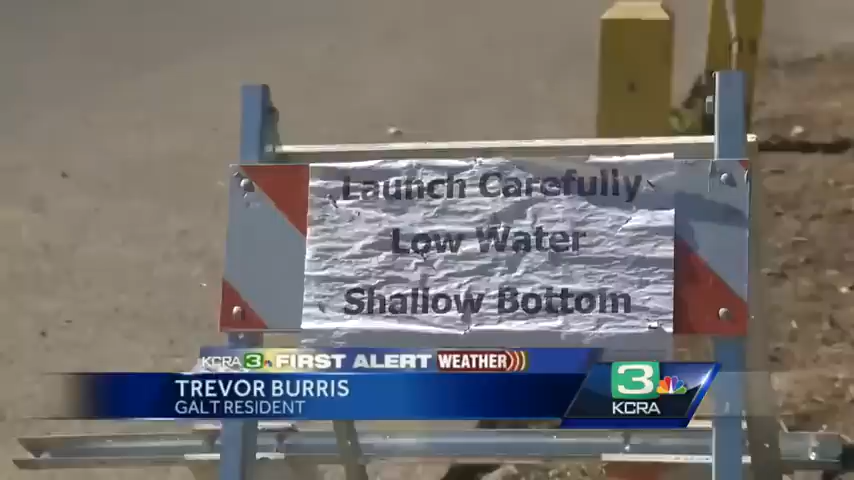 Launch Carefully
Low Water
Shallow Bottom
KCRA 3 FIRST ALERT WEATHER
TREVOR BURRIS
GALT RESIDENT
3
KCRA